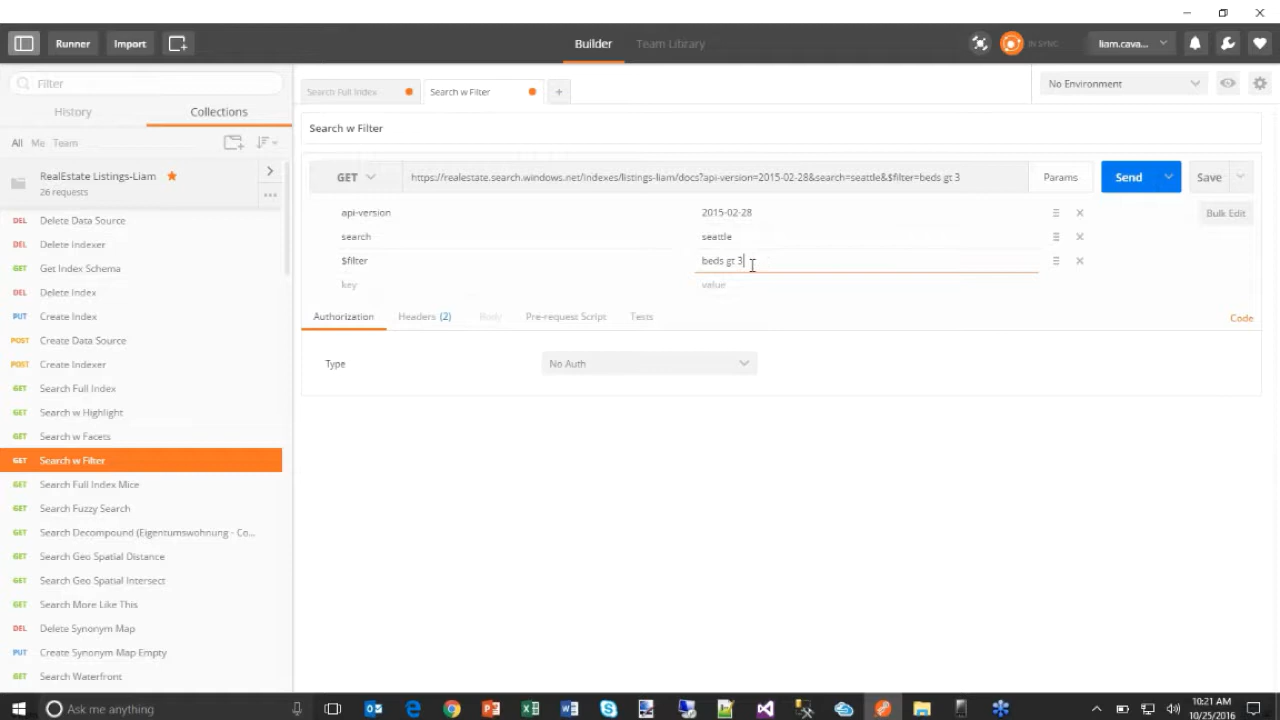 Runner
Import
Builder
Team Library
IN SYNC
liam.cava...
Filter
History
Collections
All Me Team
RealEstate Listings-Liam
26 requests
DEL Delete Data Source
DEL Delete Indexer
GET Get Index Schema
DEL Delete Index
PUT Create Index
POST Create Data Source
POST Create Indexer
GET Search Full Index
GET Search w Highlight
GET Search w Facets
GET Search w Filter
GET Search Full Index Mice
GET Search Fuzzy Search
GET Search Decompound (Eigentumswohnung - Co...
GET Search Geo Spatial Distance
GET Search Geo Spatial Intersect
GET Search More Like This
DEL Delete Synonym Map
PUT Create Synonym Map Empty
GET Search Waterfront
Search Full Index
Search w Filter
No Environment
Search w Filter
GET
https://realestate.search.windows.net/indexes/listings-liam/docs?api-version=2015-02-28&search=seattle&$filter=beds gt 3
Params
Send
Save
api-version 2015-02-28
Bulk Edit
search seattle
$filter beds gt 3
key value
Authorization Headers (2) Body Pre-request Script Tests
Code
Type No Auth
Ask me anything
10:21 AM
10/25/2016